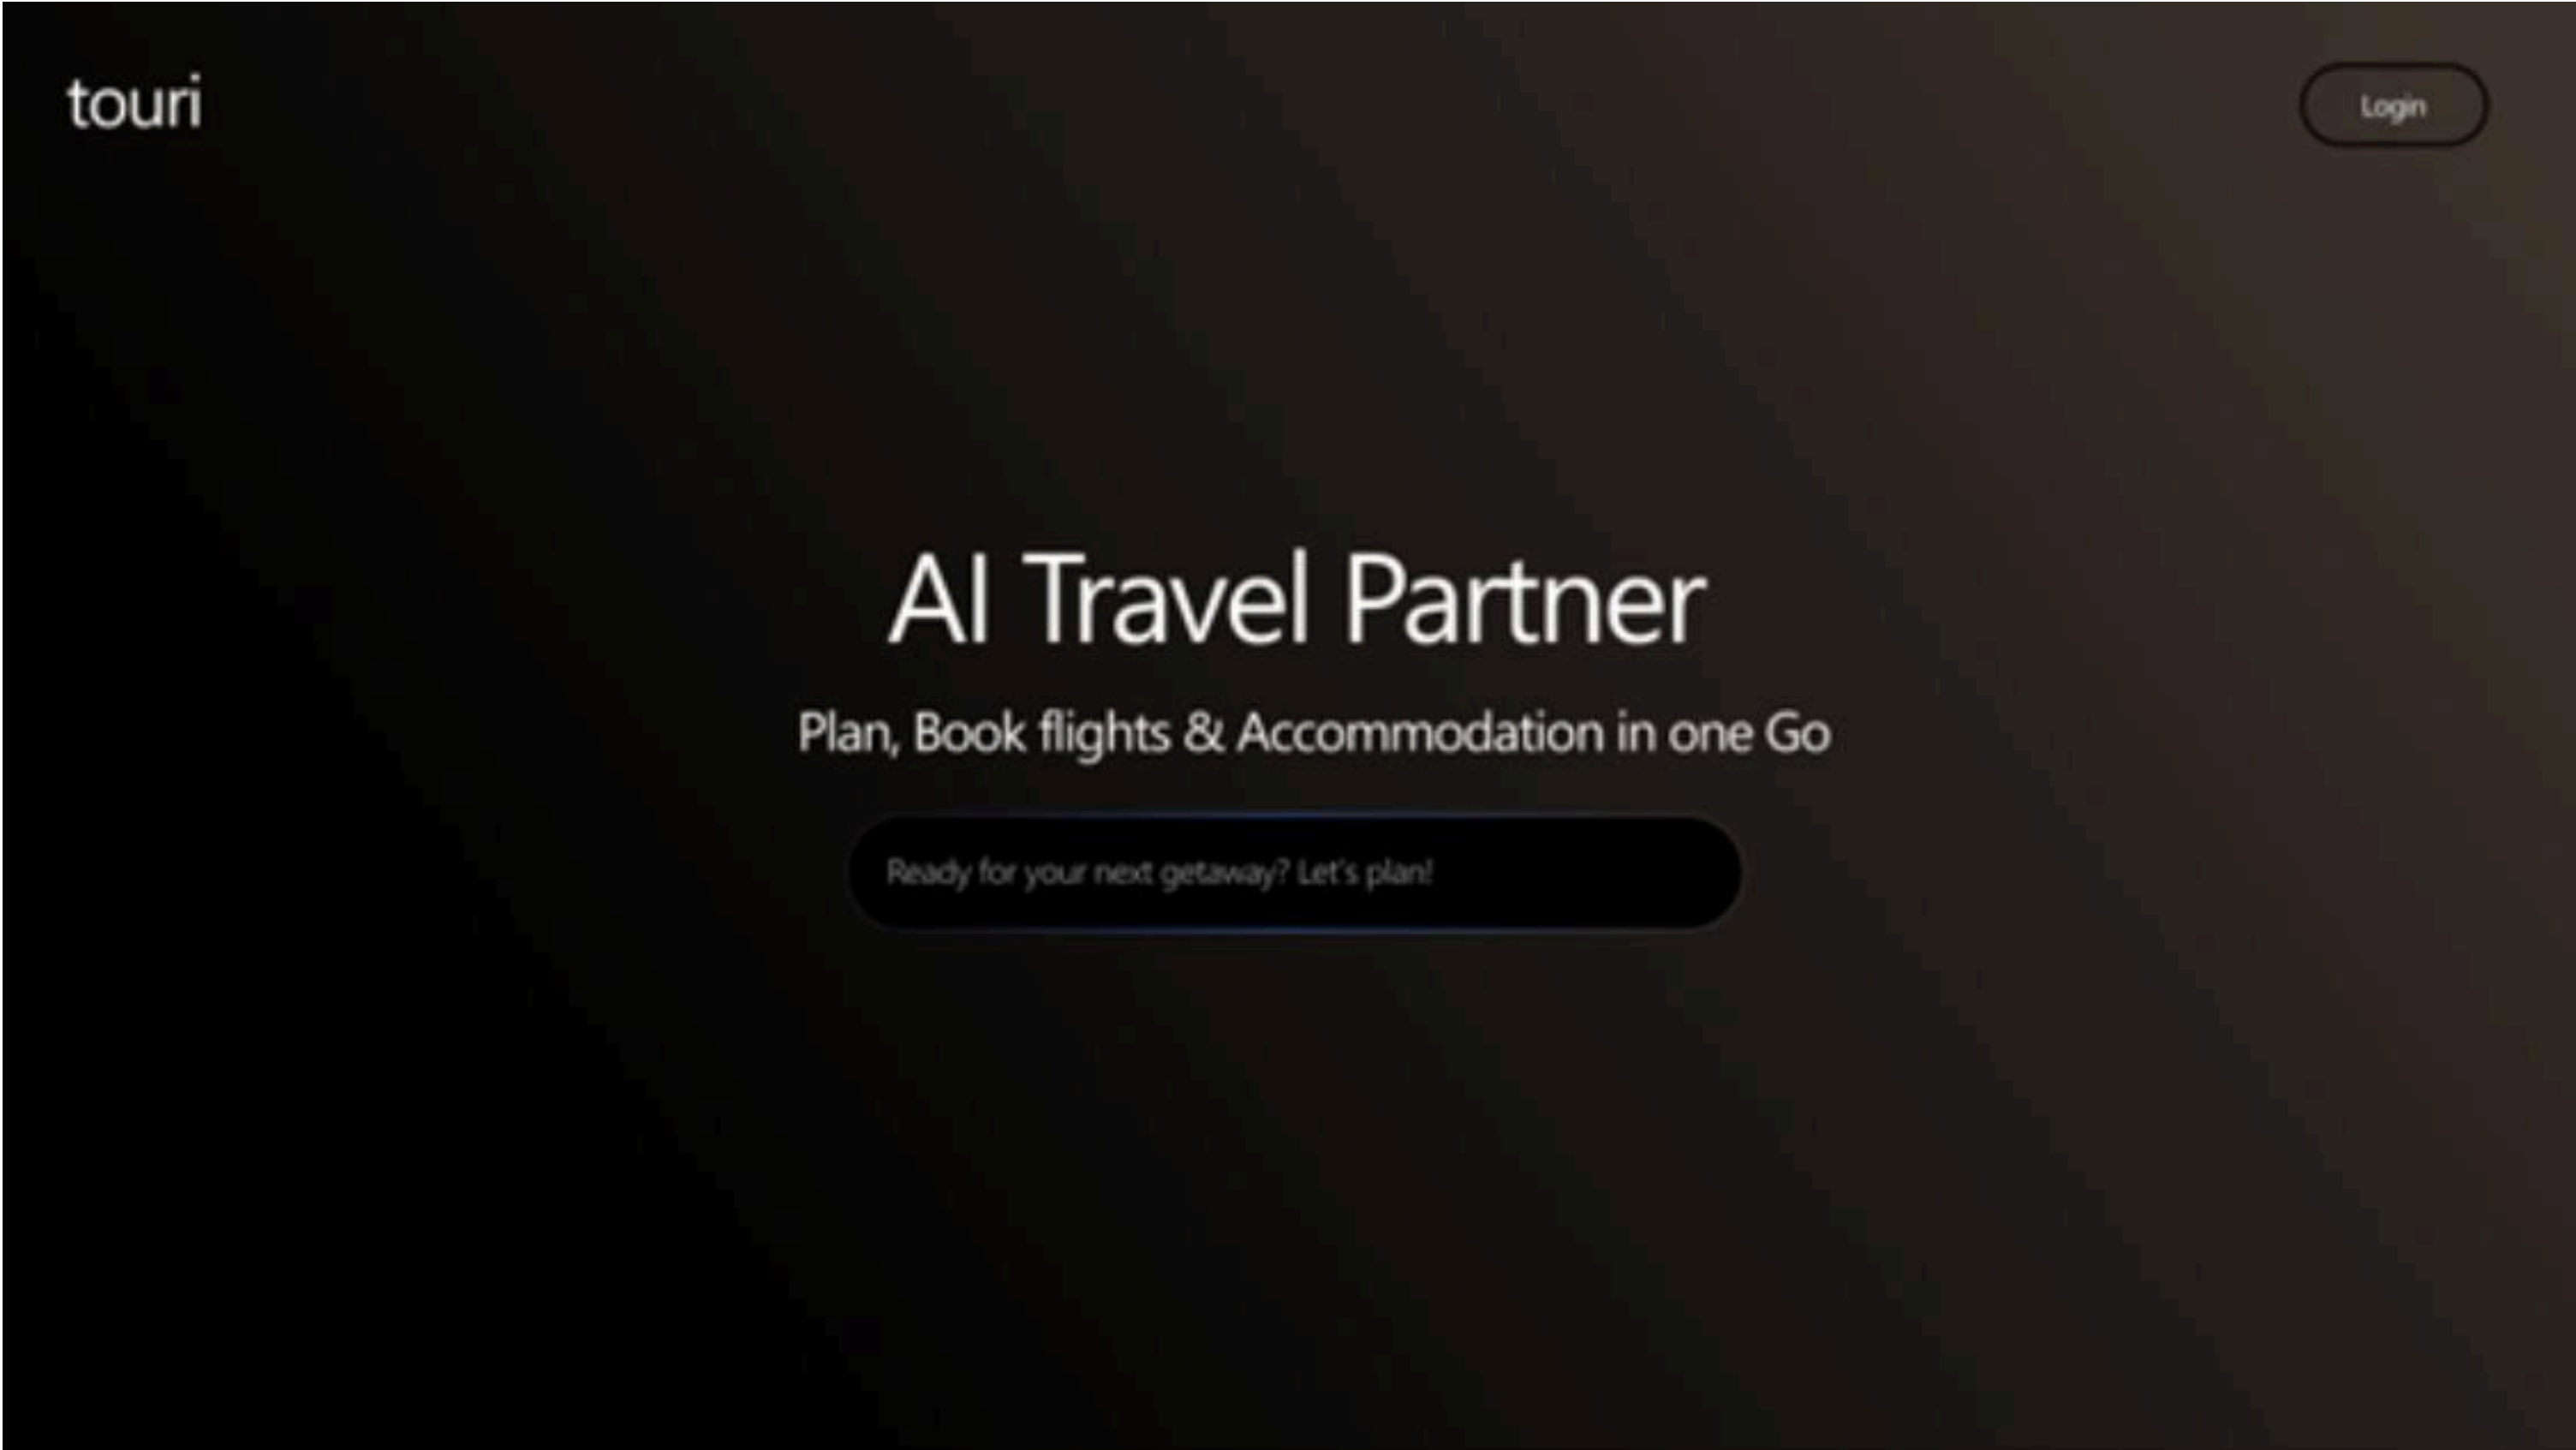 touri
Login
AI Travel Partner
Plan, Book flights & Accommodation in one Go
Ready for your next getaway? Let's plan!